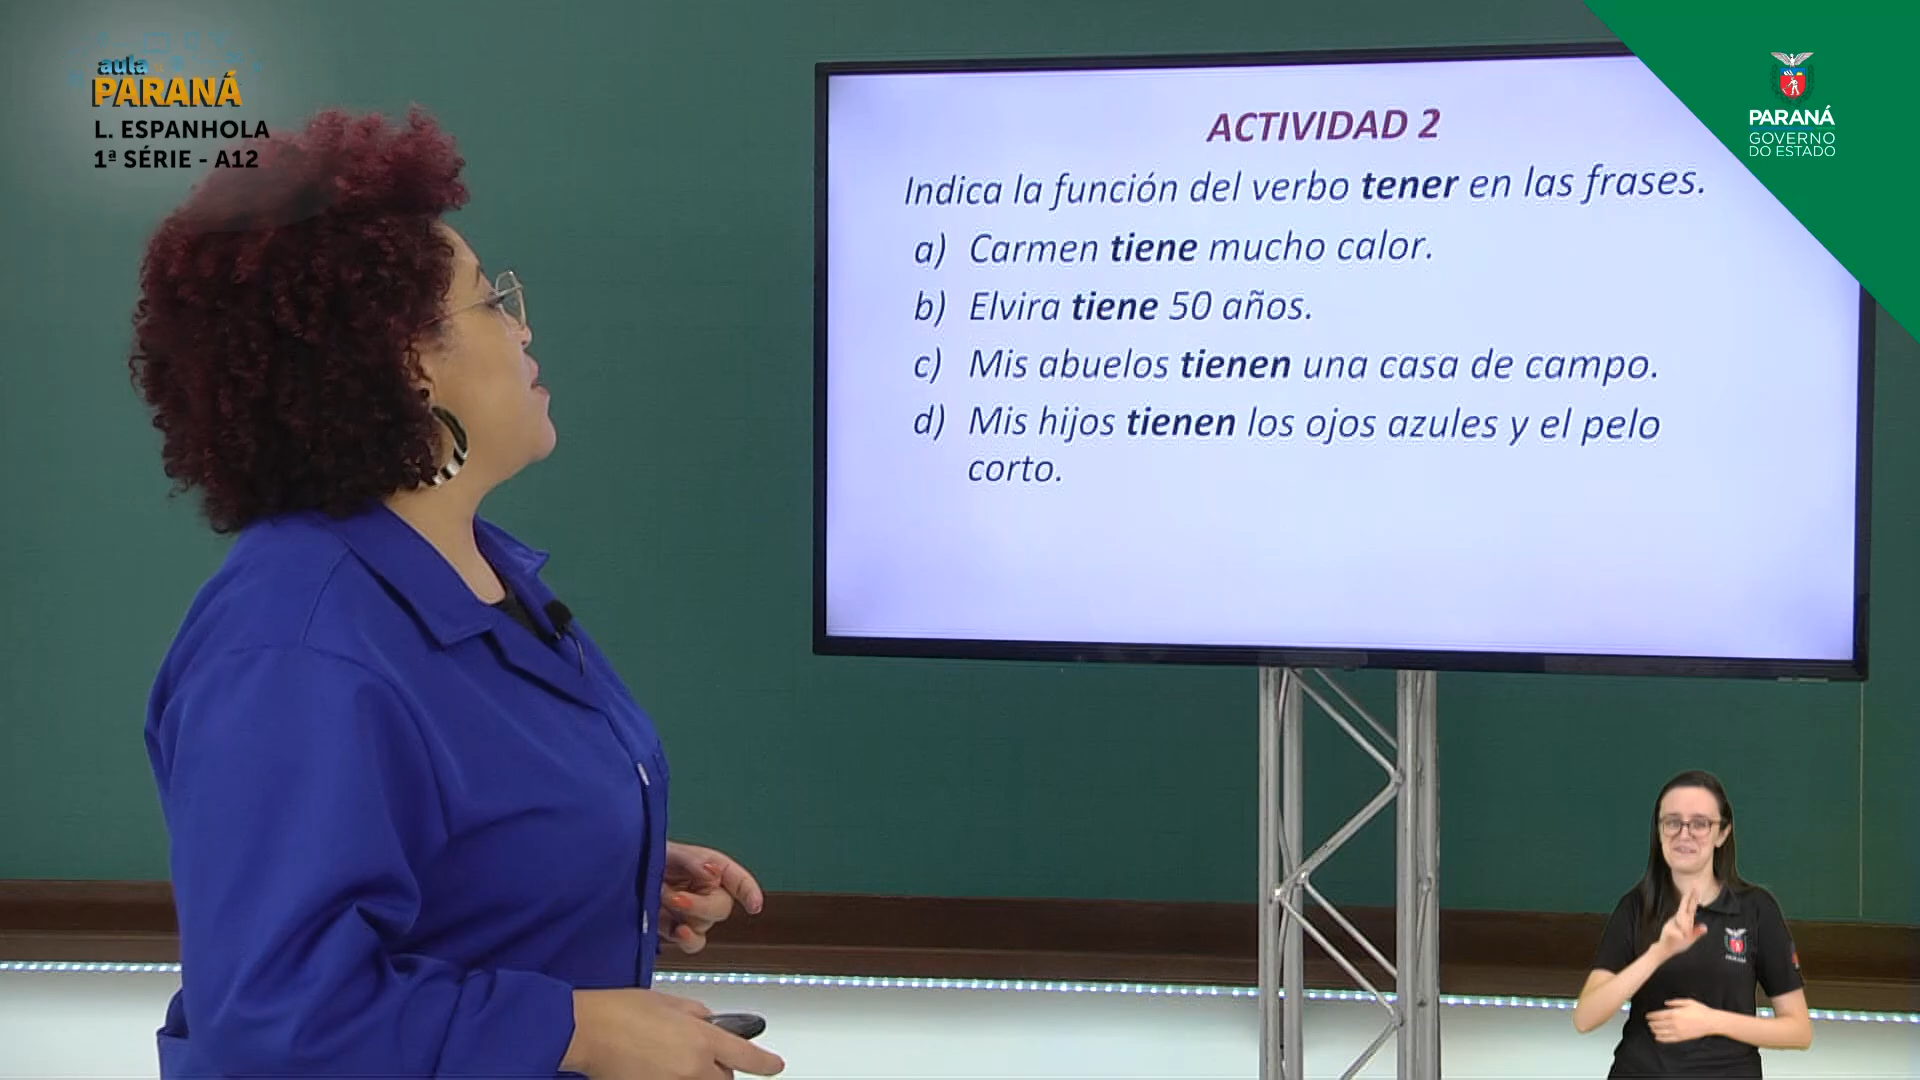 aula
PARANÁ
L. ESPANHOLA
1ª SÉRIE - A12
ACTIVIDAD 2
Indica la función del verbo tener en las frases.
a) Carmen tiene mucho calor.
b) Elvira tiene 50 años.
c) Mis abuelos tienen una casa de campo.
d) Mis hijos tienen los ojos azules y el pelo
corto.
PARANÁ
GOVERNO
DO ESTADO